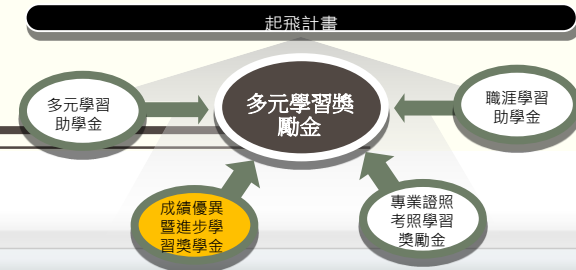 起飛計畫
多元學習
助學金
多元學習獎
勵金
職涯學習
助學金
成績優異
暨進步學
習獎學金
專業證照
考照學習
獎勵金